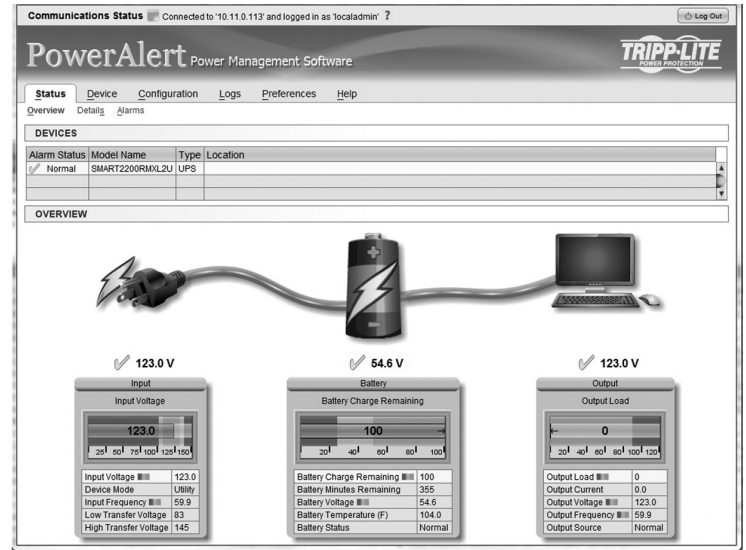 Communications Status Connected to '10.11.0.113' and logged in as 'localadmin' ? Log Out
PowerAlert Power Management Software
TRIPP·LITE
POWER PROTECTION
Status Device Configuration Logs Preferences Help
Overview Details Alarms
DEVICES
Alarm Status Model Name Type Location
Normal SMART2200RMXL2U UPS
OVERVIEW
123.0 V 54.6 V 123.0 V
Input Battery Output
Input Voltage Battery Charge Remaining Output Load
123.0 100 0
25 50 75 100 125 150 20 40 60 80 100 20 40 60 80 100 120
Input Voltage 123.0 Battery Charge Remaining 100 Output Load 0
Device Mode Utility Battery Minutes Remaining 355 Output Current 0.0
Input Frequency 59.9 Battery Voltage 54.6 Output Voltage 123.0
Low Transfer Voltage 83 Battery Temperature (F) 104.0 Output Frequency 59.9
High Transfer Voltage 145 Battery Status Normal Output Source Normal